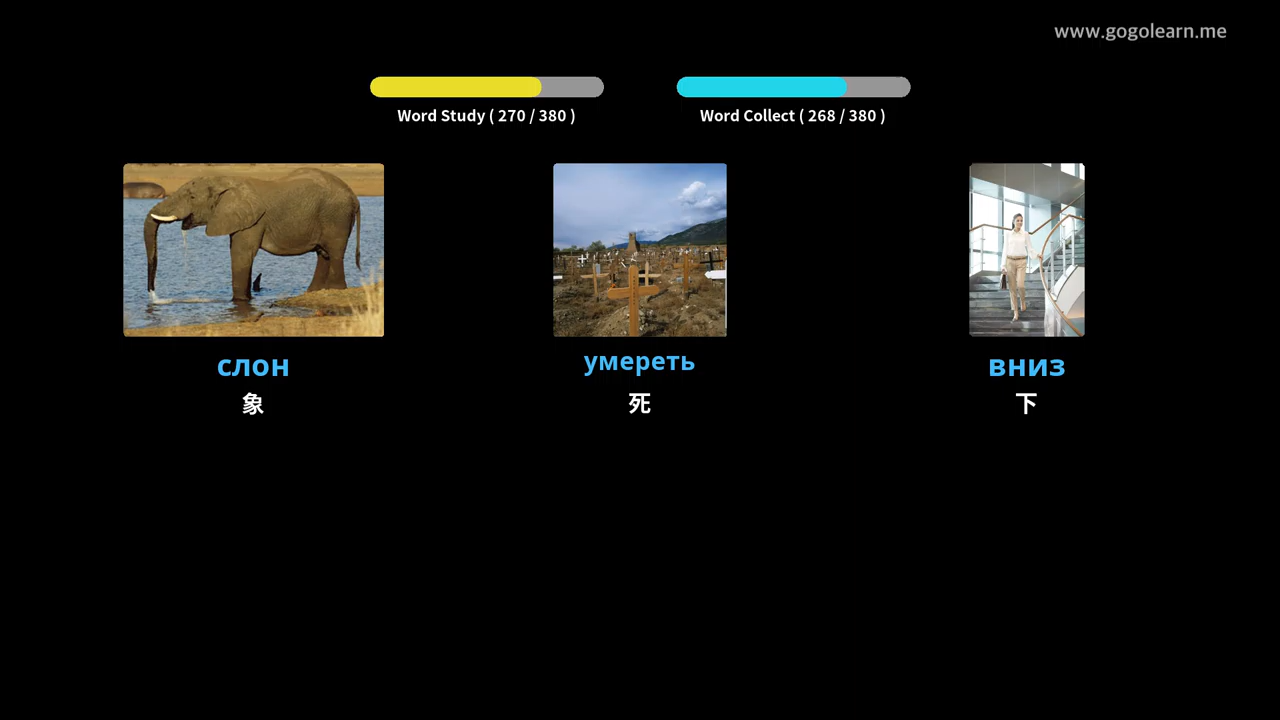 www.gogolearn.me
Word Study ( 270 / 380 )
Word Collect ( 268 / 380 )
слон
умереть
вниз
象
死
下